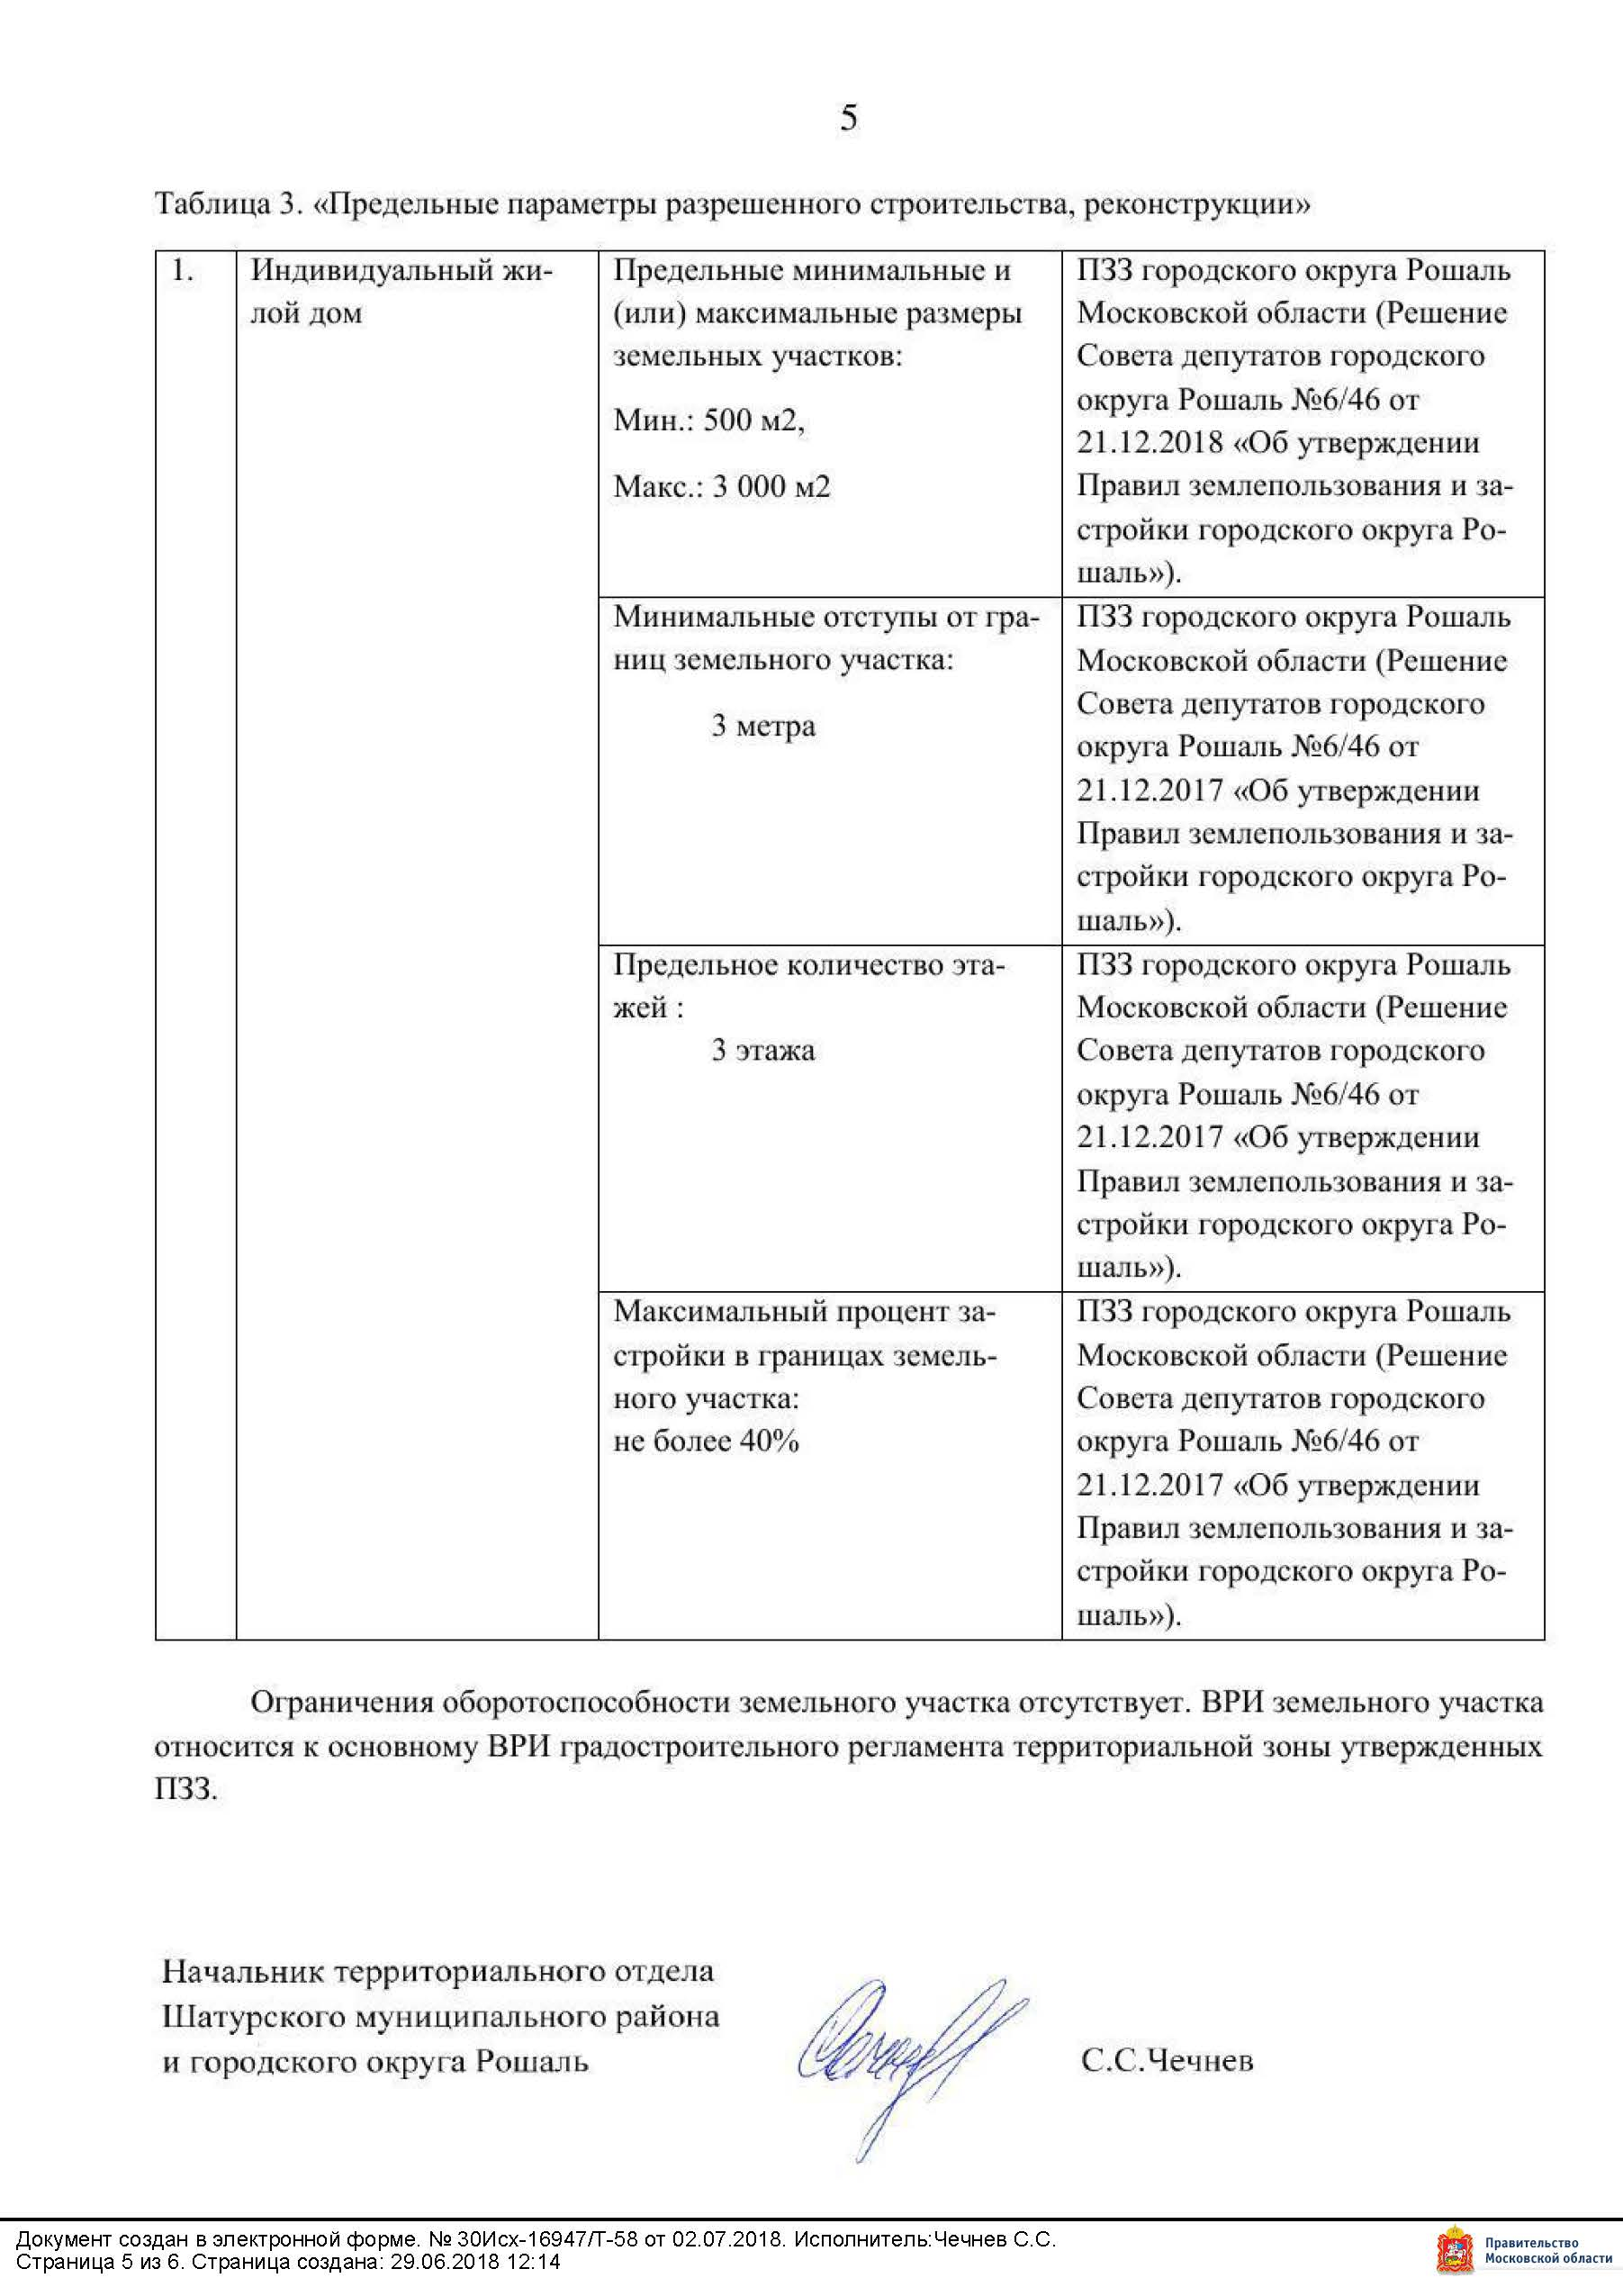 5
Таблица 3. «Предельные параметры разрешенного строительства, реконструкции»
1.
Индивидуальный жи-
лой дом
Предельные минимальные и
(или) максимальные размеры
земельных участков:
Мин.: 500 м2,
Макс.: 3 000 м2
ПЗЗ городского округа Рошаль
Московской области (Решение
Совета депутатов городского
округа Рошаль №6/46 от
21.12.2018 «Об утверждении
Правил землепользования и за-
стройки городского округа Ро-
шаль»).
Минимальные отступы от гра-
ниц земельного участка:
3 метра
ПЗЗ городского округа Рошаль
Московской области (Решение
Совета депутатов городского
округа Рошаль №6/46 от
21.12.2017 «Об утверждении
Правил землепользования и за-
стройки городского округа Ро-
шаль»).
Предельное количество эта-
жей :
3 этажа
ПЗЗ городского округа Рошаль
Московской области (Решение
Совета депутатов городского
округа Рошаль №6/46 от
21.12.2017 «Об утверждении
Правил землепользования и за-
стройки городского округа Ро-
шаль»).
Максимальный процент за-
стройки в границах земель-
ного участка:
не более 40%
ПЗЗ городского округа Рошаль
Московской области (Решение
Совета депутатов городского
округа Рошаль №6/46 от
21.12.2017 «Об утверждении
Правил землепользования и за-
стройки городского округа Ро-
шаль»).
Ограничения оборотоспособности земельного участка отсутствует. ВРИ земельного участка
относится к основному ВРИ градостроительного регламента территориальной зоны утвержденных
ПЗЗ.
Начальник территориального отдела
Шатурского муниципального района
и городского округа Рошаль
С.С.Чечнев
Документ создан в электронной форме. № 30Исх-16947/Т-58 от 02.07.2018. Исполнитель:Чечнев С.С.
Страница 5 из 6. Страница создана: 29.06.2018 12:14
Правительство
Московской области